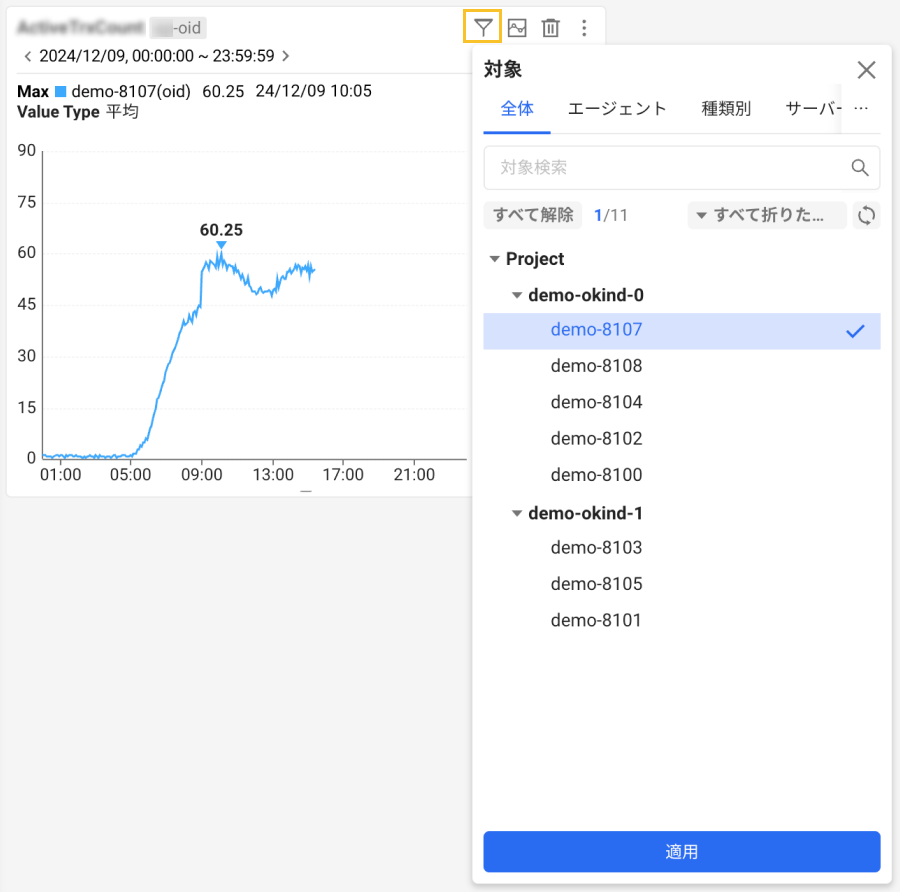 -oid
2024/12/09, 00:00:00 ~ 23:59:59
Max demo-8107(oid) 60.25 24/12/09 10:05
Value Type 平均
90
75
60
45
30
15
0
60.25
01:00 05:00 09:00 13:00 17:00 21:00
対象
全体 エージェント 種類別 サーバー ...
対象検索
すべて解除 1/11 すべて折りた...
Project
demo-okind-0
demo-8107
demo-8108
demo-8104
demo-8102
demo-8100
demo-okind-1
demo-8103
demo-8105
demo-8101
適用